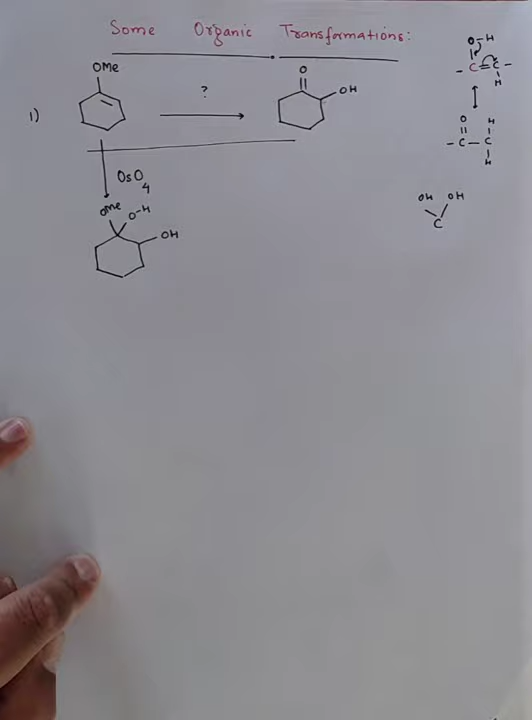 Some Organic Transformations:
OMe
1)
?
O
OH
OsO4
OMe
O-H
OH
O-H
- C = C -
H
O H
- C - C
H
OH OH
C